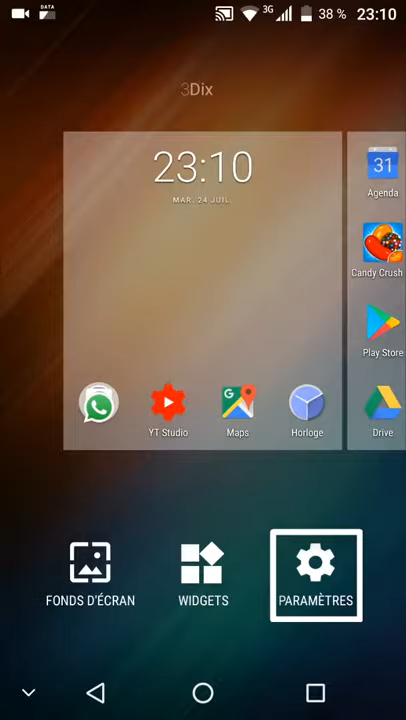 DATA
3G
38 %
23:10
3Dix
23:10
MAR. 24 JUIL.
31
Agenda
Candy Crush
Play Store
YT Studio
G
Maps
Horloge
Drive
FONDS D'ÉCRAN
WIDGETS
PARAMÈTRES